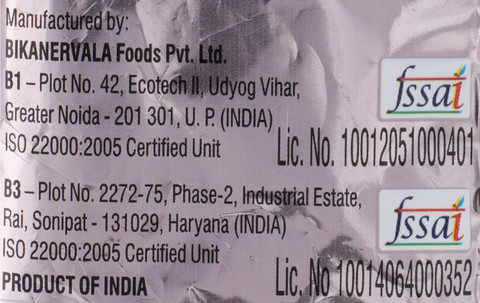 Manufactured by:
BIKANERVALA Foods Pvt. Ltd.
B1 – Plot No. 42, Ecotech II, Udyog Vihar,
Greater Noida - 201 301, U. P. (INDIA)
ISO 22000:2005 Certified Unit
fssai
Lic. No. 10012051000401
B3 – Plot No. 2272-75, Phase-2, Industrial Estate,
Rai, Sonipat - 131029, Haryana (INDIA)
ISO 22000:2005 Certified Unit
fssai
Lic. No 10014064000352
PRODUCT OF INDIA